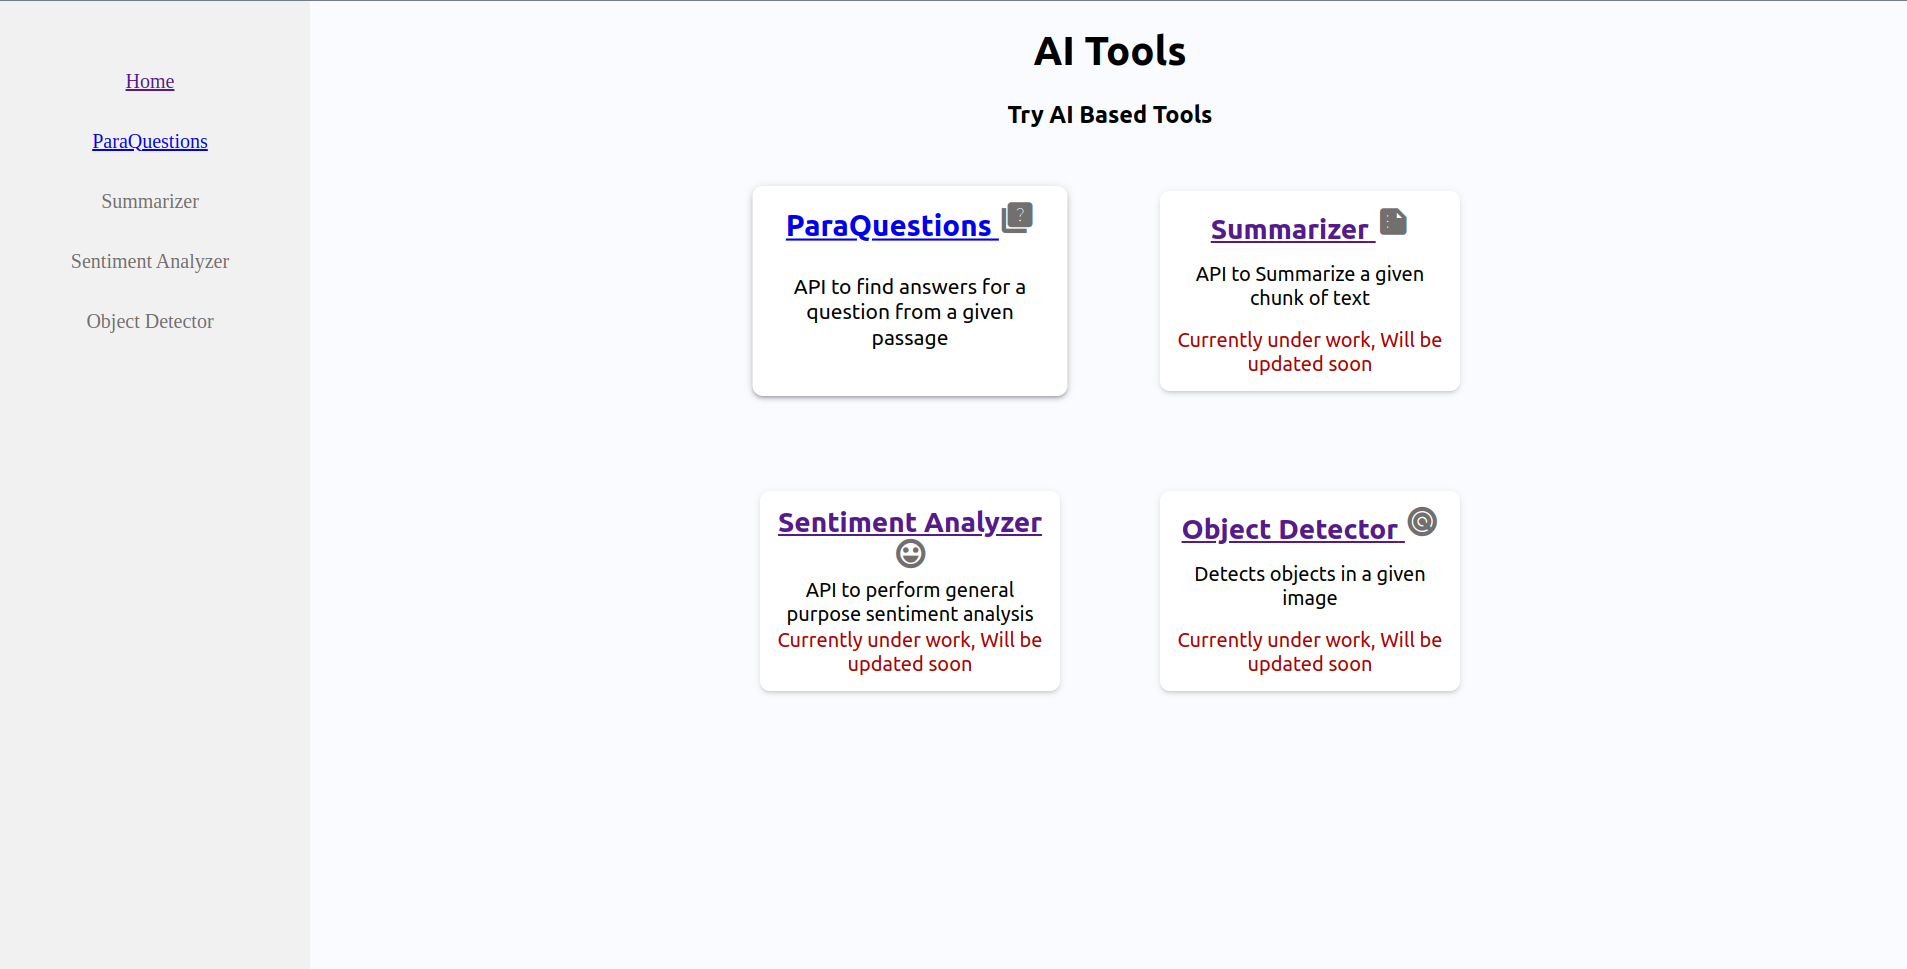 Home
ParaQuestions
Summarizer
Sentiment Analyzer
Object Detector
AI Tools
Try AI Based Tools
ParaQuestions
API to find answers for a
question from a given
passage
Summarizer
API to Summarize a given
chunk of text
Currently under work, Will be
updated soon
Sentiment Analyzer
API to perform general
purpose sentiment analysis
Currently under work, Will be
updated soon
Object Detector
Detects objects in a given
image
Currently under work, Will be
updated soon